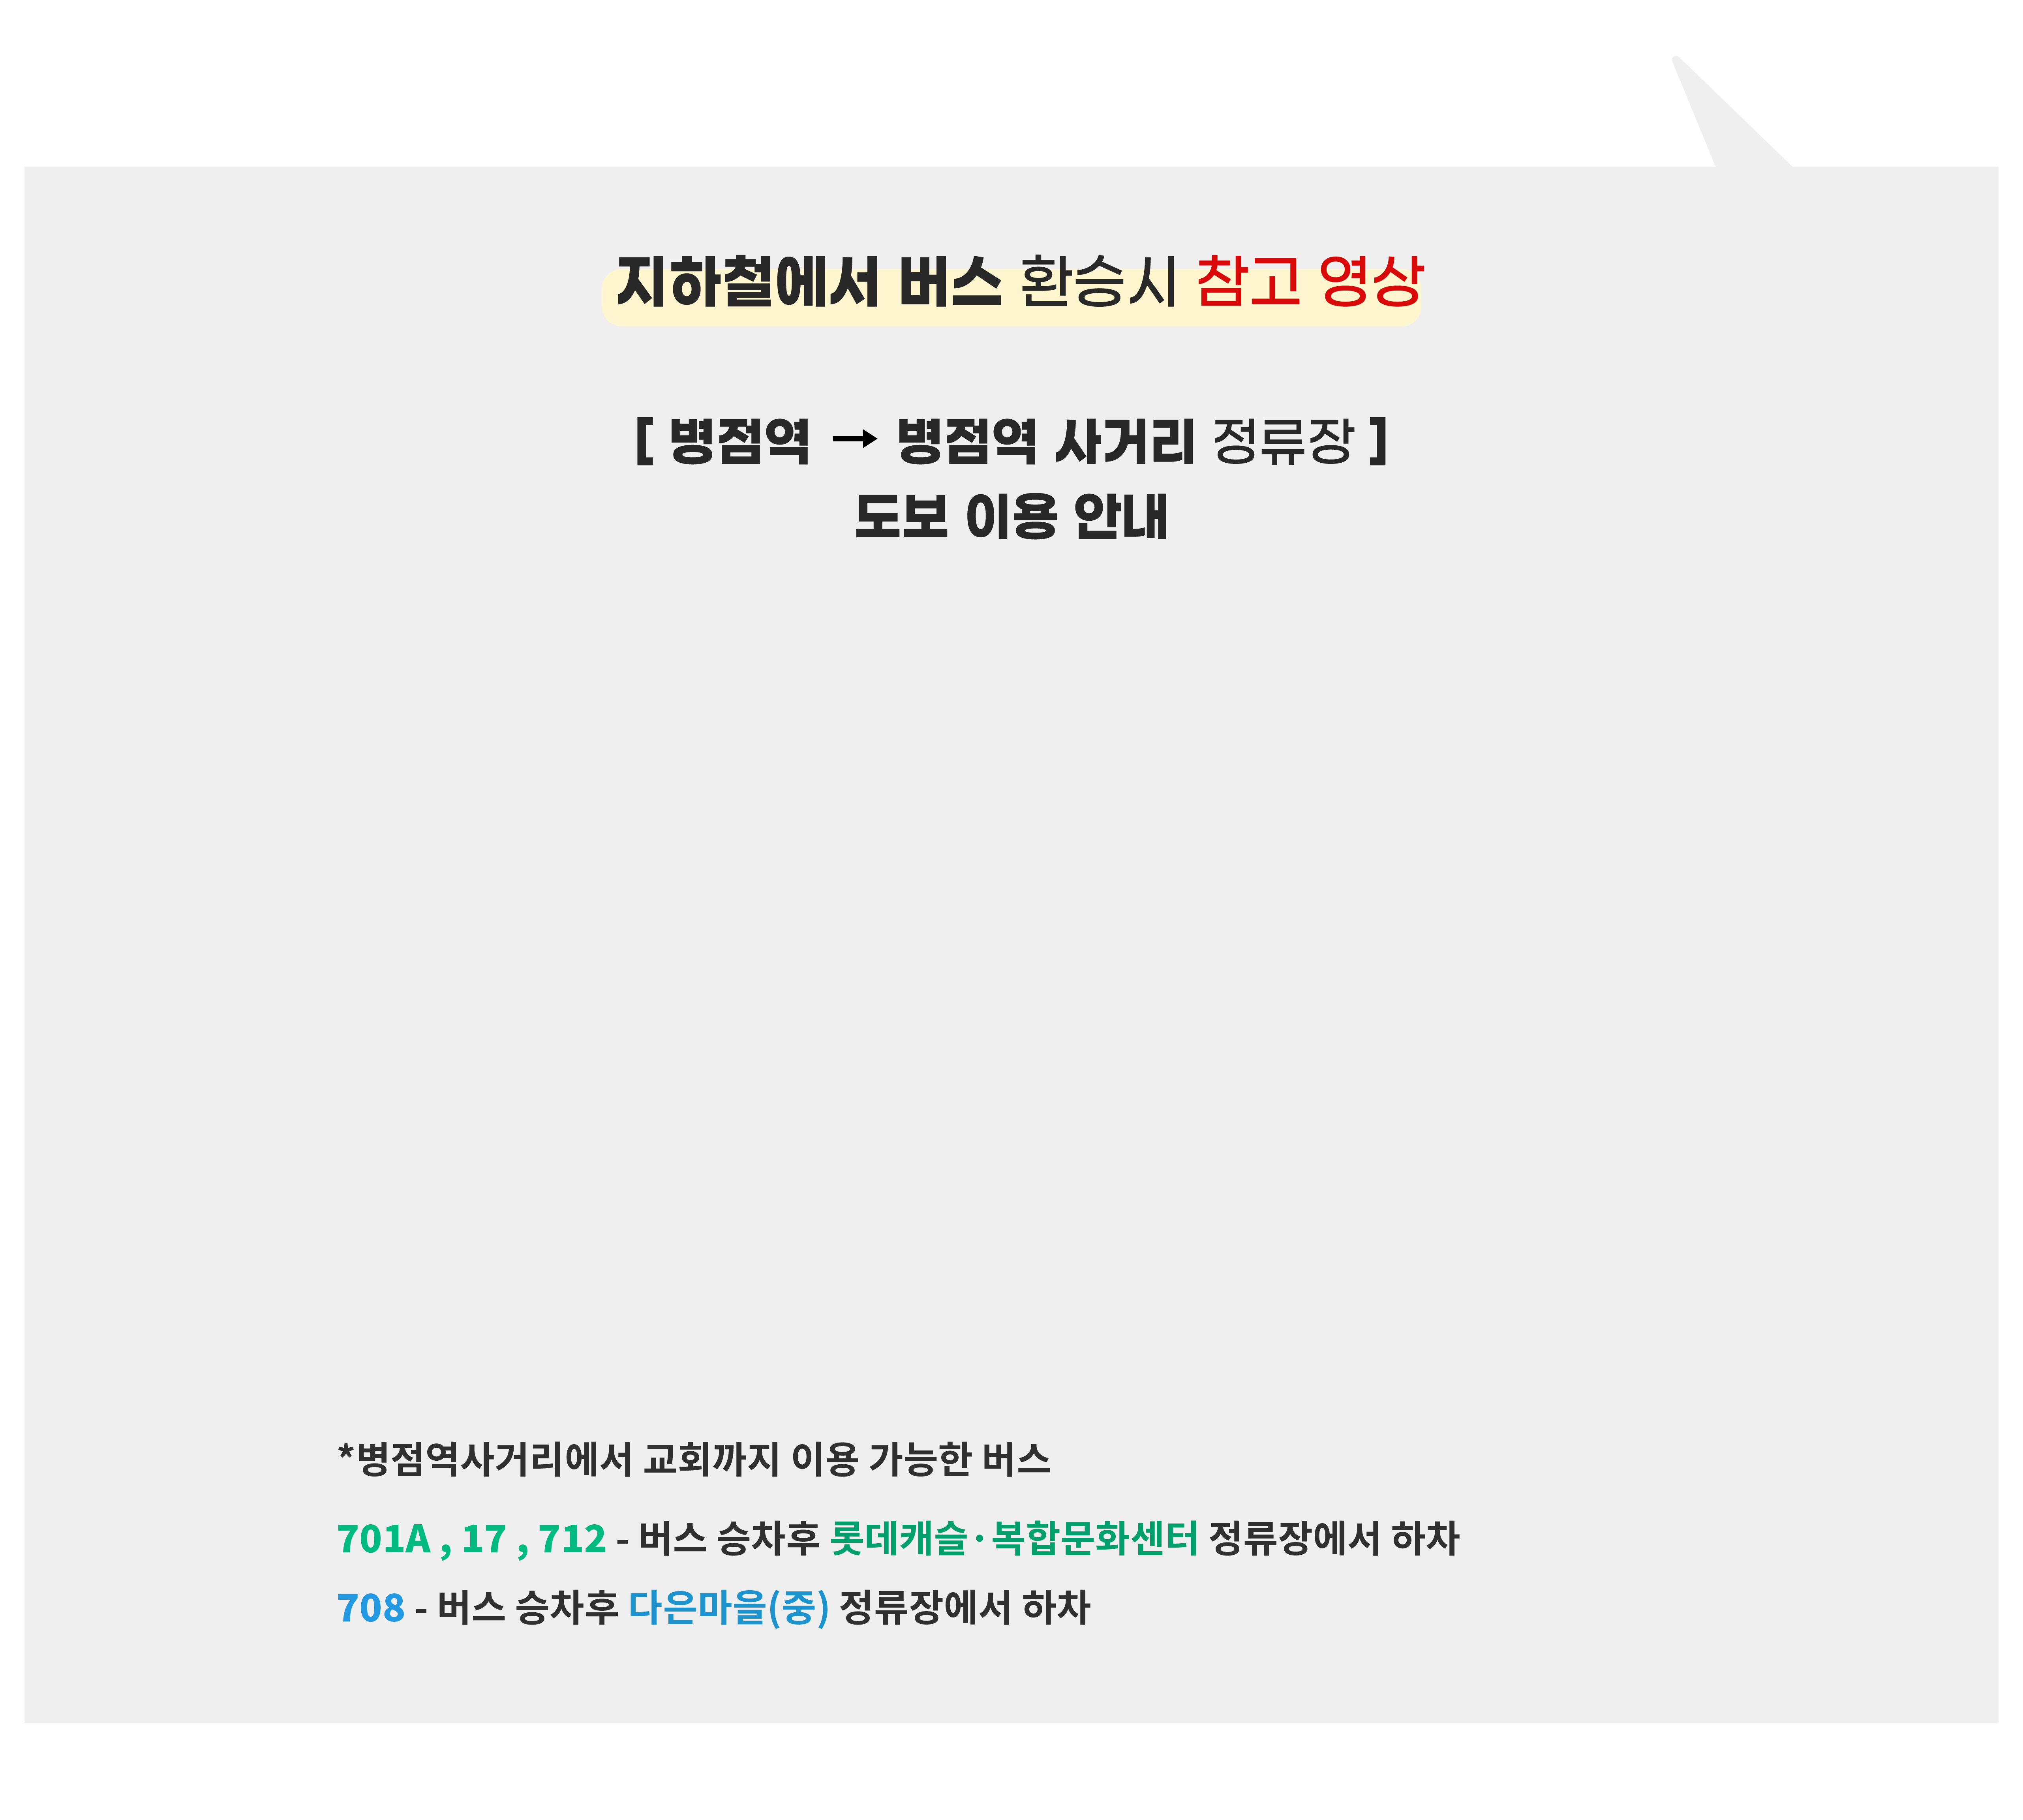 지하철에서 버스 환승시 참고 영상
[ 병점역 → 병점역 사거리 정류장 ]
도보 이용 안내
*병점역사거리에서 교회까지 이용 가능한 버스
701A , 17 , 712 - 버스 승차후 롯데캐슬·복합문화센터 정류장에서 하차
708 - 버스 승차후 다은마을(중) 정류장에서 하차